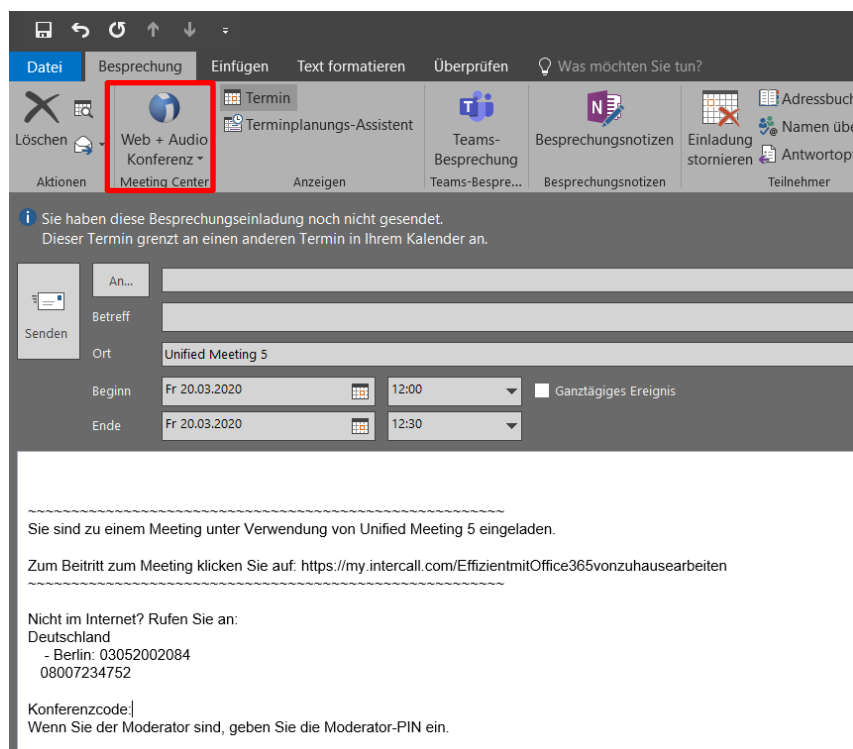 Datei Besprechung Einfügen Text formatieren Überprüfen Was möchten Sie tun?
Löschen
Aktionen
Web + Audio
Konferenz
Meeting Center
Termin
Terminplanungs-Assistent
Anzeigen
Teams-
Besprechung
Teams-Bespre...
Besprechungsnotizen
Besprechungsnotizen
Einladung
stornieren
Adressbuch
Namen übe
Antwortopt
Teilnehmer
Sie haben diese Besprechungseinladung noch nicht gesendet.
Dieser Termin grenzt an einen anderen Termin in Ihrem Kalender an.
Senden
An...
Betreff
Ort Unified Meeting 5
Beginn Fr 20.03.2020 12:00 Ganztägiges Ereignis
Ende Fr 20.03.2020 12:30
~~~~~~~~~~~~~~~~~~~~~~~~~~~~~~~~~~~~~~~~~~~~~~~~~~~~~~~~
Sie sind zu einem Meeting unter Verwendung von Unified Meeting 5 eingeladen.
Zum Beitritt zum Meeting klicken Sie auf: https://my.intercall.com/EffizientmitOffice365vonzuhausearbeiten
~~~~~~~~~~~~~~~~~~~~~~~~~~~~~~~~~~~~~~~~~~~~~~~~~~~~~~~~
Nicht im Internet? Rufen Sie an:
Deutschland
- Berlin: 03052002084
08007234752
Konferenzcode:
Wenn Sie der Moderator sind, geben Sie die Moderator-PIN ein.